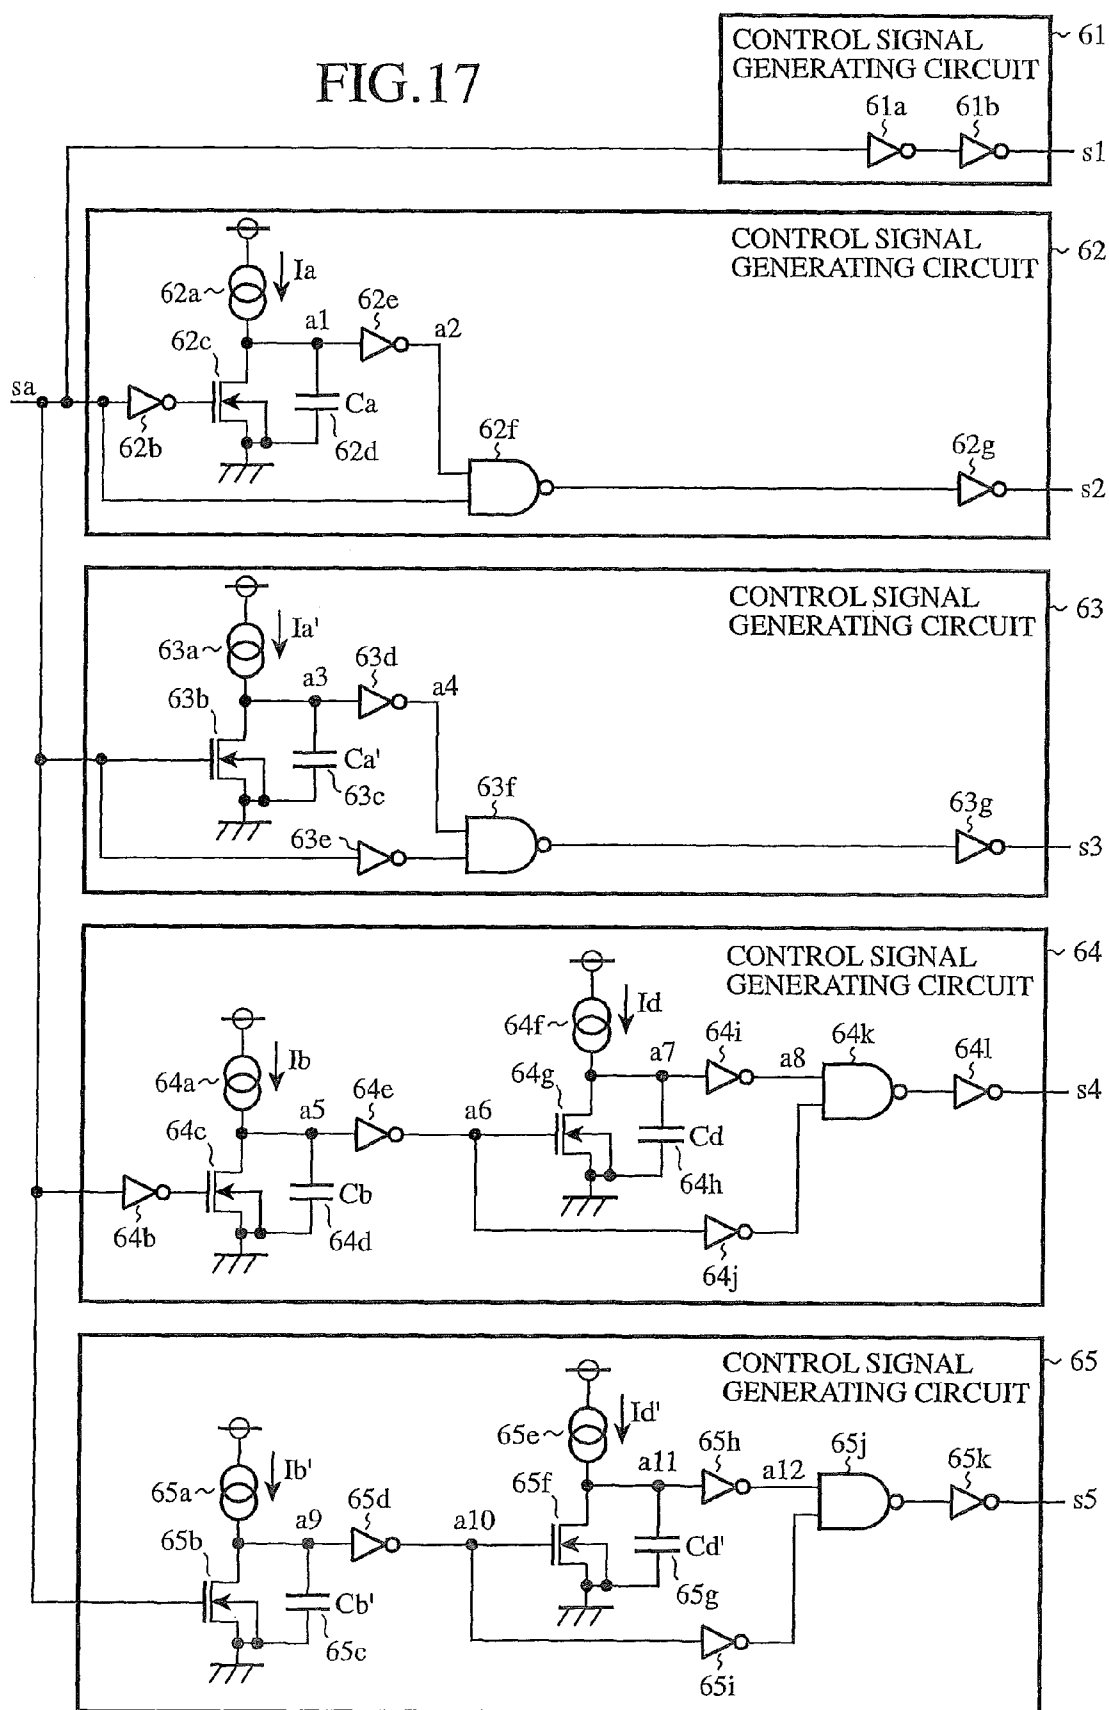 FIG.17
CONTROL SIGNAL
GENERATING CIRCUIT
61
61a
61b
s1
CONTROL SIGNAL
GENERATING CIRCUIT
62
Ia
62a
a1
62e
a2
62c
sa
62b
Ca
62d
62f
62g
s2
CONTROL SIGNAL
GENERATING CIRCUIT
63
Ia'
63a
a3
63d
a4
63b
Ca'
63c
63e
63f
63g
s3
CONTROL SIGNAL
GENERATING CIRCUIT
64
Id
64f
a7
64i
a8
64k
64l
s4
Ib
64a
a5
64e
a6
64g
64c
Cd
64h
64b
Cb
64d
64j
CONTROL SIGNAL
GENERATING CIRCUIT
65
Id'
65e
a11
65h
a12
65j
65k
s5
Ib'
65a
a9
65d
a10
65f
65b
Cd'
65g
Cb'
65c
65i